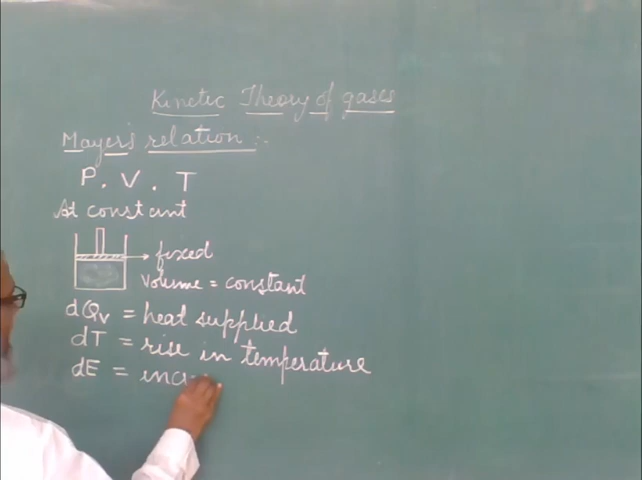 Kinetic Theory of gases
Mayer's relation :-
P. V. T
At constant
fixed
Volume = constant
dQv = heat supplied
dT = rise in temperature
dE = incr